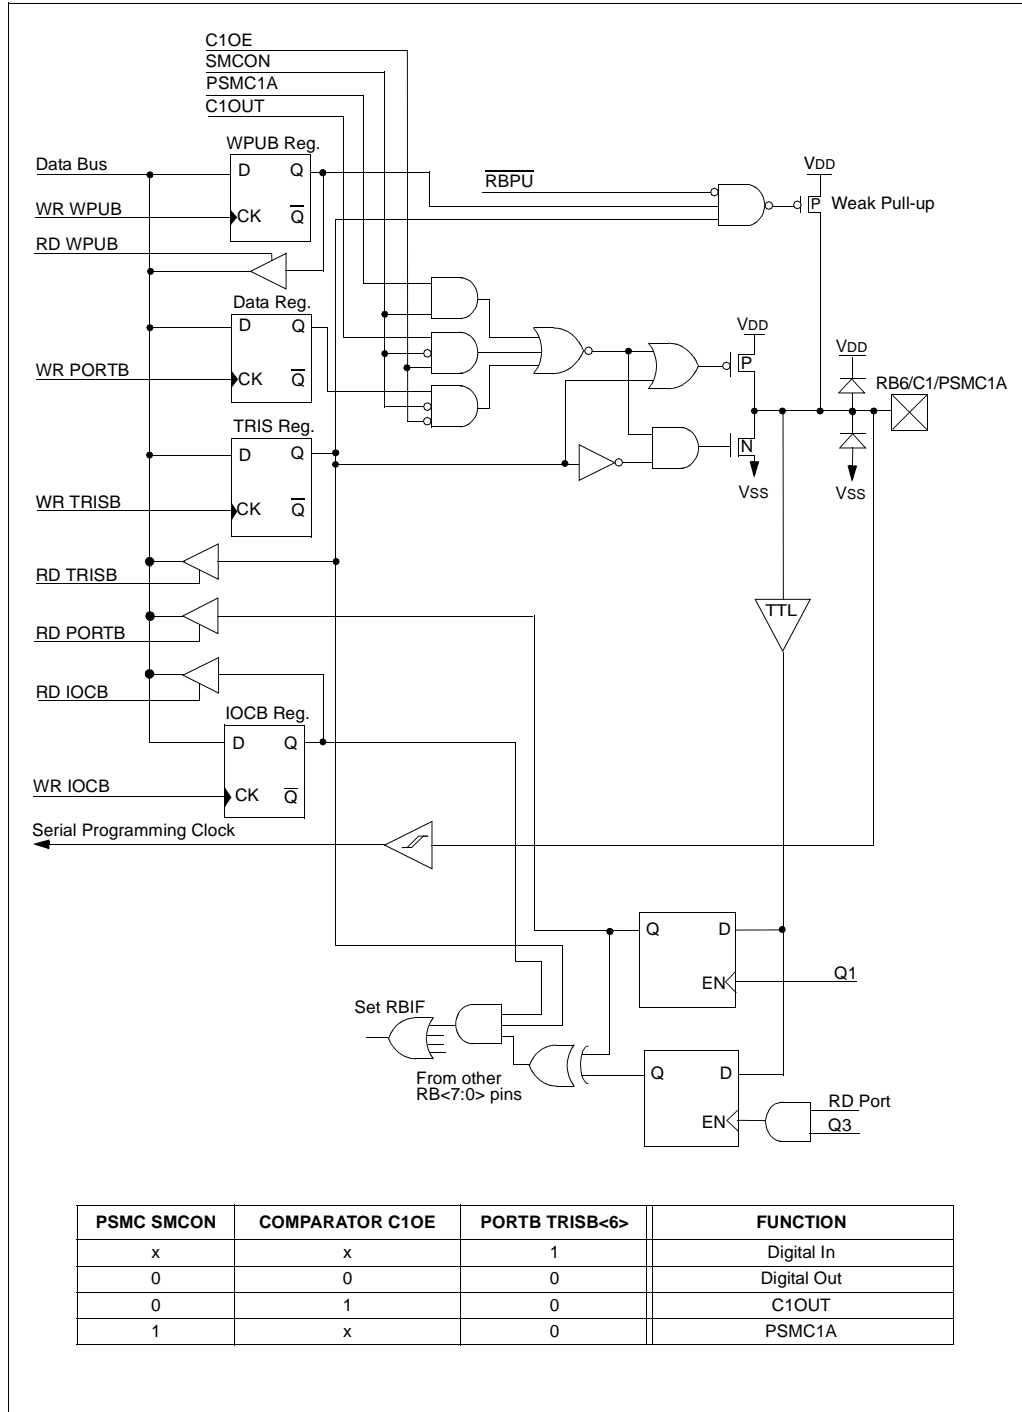 C1OE
SMCON
PSMC1A
C1OUT
WPUB Reg.
Data Bus
D Q
VDD
RBPU
WR WPUB
CK Q
P
Weak Pull-up
RD WPUB
Data Reg.
D Q
VDD
VDD
WR PORTB
CK Q
P
RB6/C1/PSMC1A
TRIS Reg.
D Q
N
VSS
VSS
WR TRISB
CK Q
RD TRISB
TTL
RD PORTB
RD IOCB
IOCB Reg.
D Q
WR IOCB
CK Q
Serial Programming Clock
Q D
EN
Q1
Set RBIF
From other
RB<7:0> pins
Q D
RD Port
EN
Q3
PSMC SMCON COMPARATOR C1OE PORTB TRISB<6> FUNCTION
x x 1 Digital In
0 0 0 Digital Out
0 1 0 C1OUT
1 x 0 PSMC1A